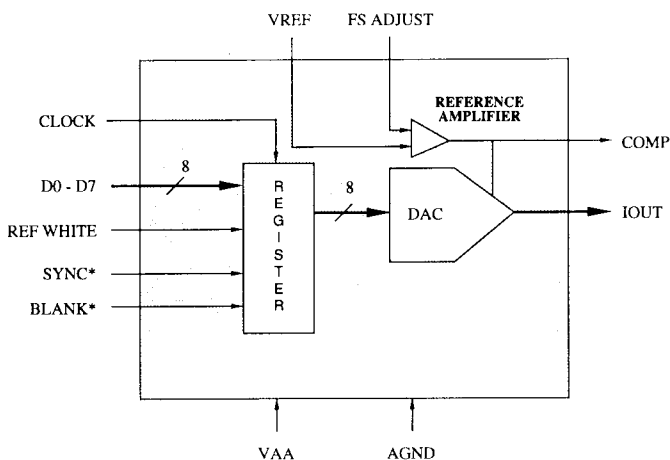 VREF
FS ADJUST
REFERENCE
AMPLIFIER
CLOCK
COMP
8
D0 - D7
8
REGISTER
DAC
IOUT
REF WHITE
SYNC*
BLANK*
VAA
AGND